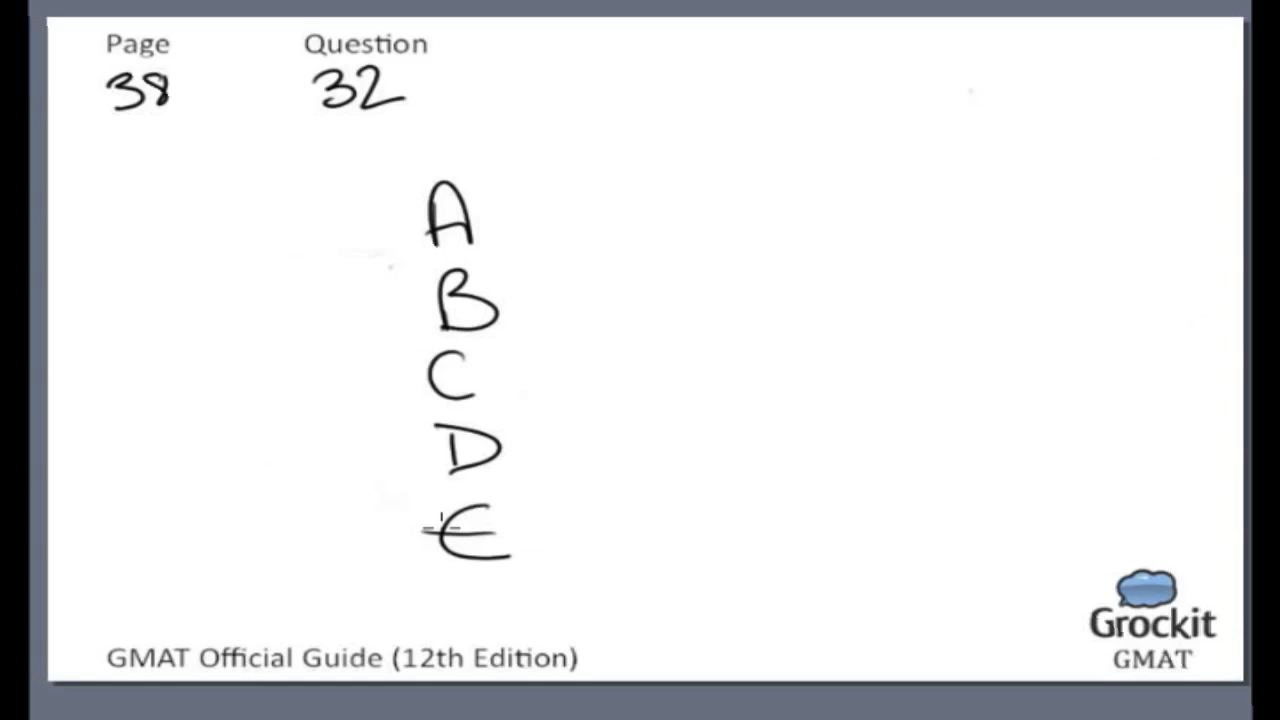 Page Question
38 32
A
B
C
D
E
Grockit
GMAT
GMAT Official Guide (12th Edition)